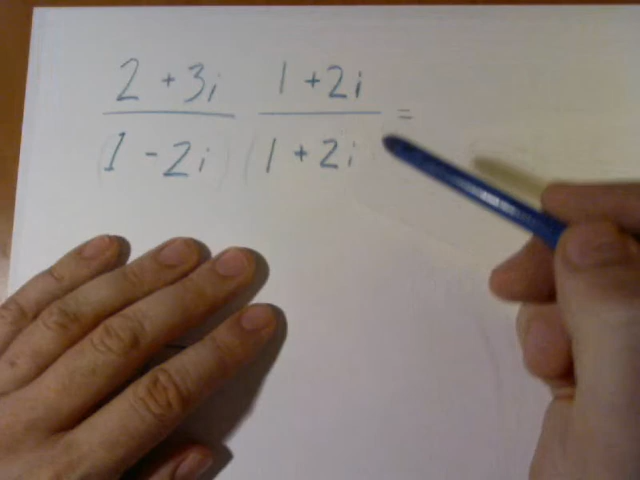 2 + 3i   1 + 2i =
1 - 2i   1 + 2i